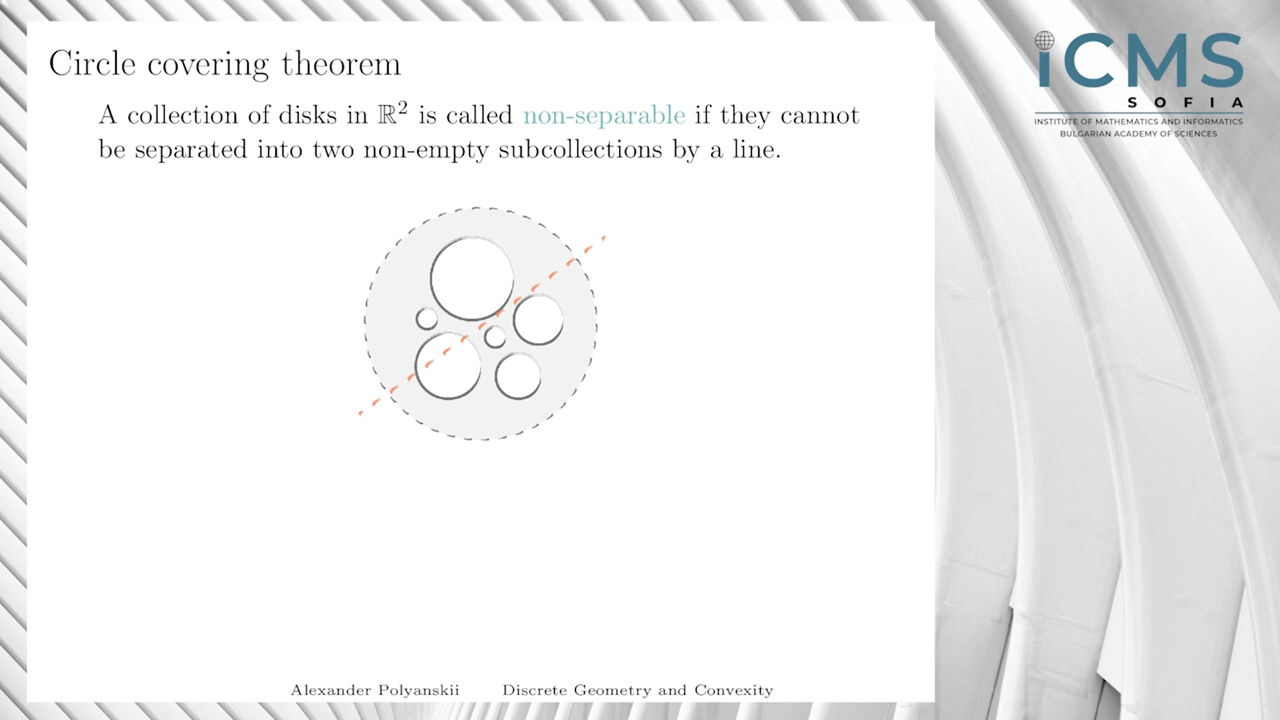 Circle covering theorem
A collection of disks in ℝ² is called non-separable if they cannot
be separated into two non-empty subcollections by a line.
Alexander Polyanskii Discrete Geometry and Convexity
iCMS
SOFIA
INSTITUTE OF MATHEMATICS AND INFORMATICS
BULGARIAN ACADEMY OF SCIENCES